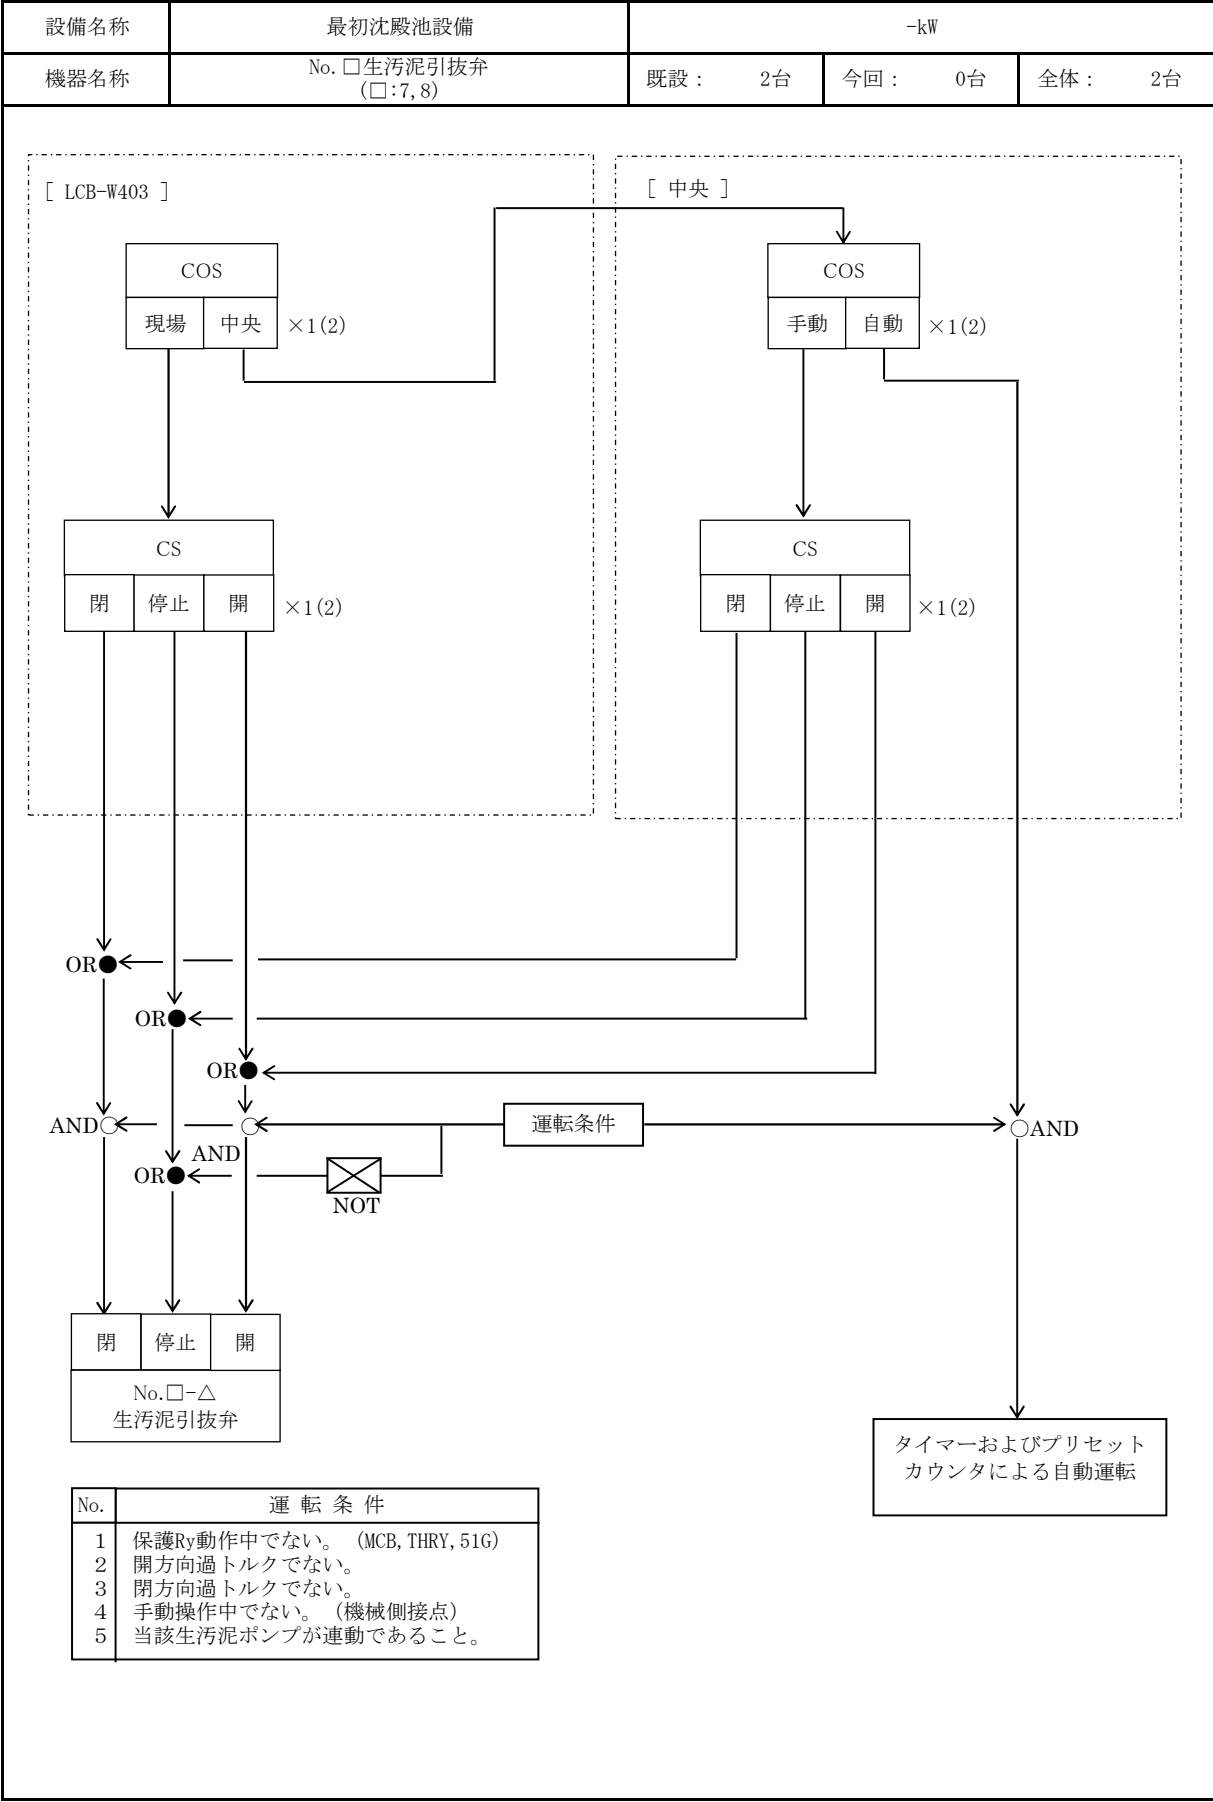 設備名称 最初沈殿池設備 -kW
機器名称 No.□生汚泥引抜弁
(□:7,8)
既設： 2台 今回： 0台 全体： 2台
[ LCB-W403 ]
[ 中央 ]
COS
現場 中央 ×1(2)
COS
手動 自動 ×1(2)
CS
閉 停止 開 ×1(2)
CS
閉 停止 開 ×1(2)
OR
OR
OR
AND
運転条件
AND
AND
OR
NOT
閉 停止 開
No.□-△
生汚泥引抜弁
タイマーおよびプリセット
カウンタによる自動運転
No. 運 転 条 件
1 保護Ry動作中でない。（MCB,THRY,51G）
2 開方向過トルクでない。
3 閉方向過トルクでない。
4 手動操作中でない。（機械側接点）
5 当該生汚泥ポンプが連動であること。